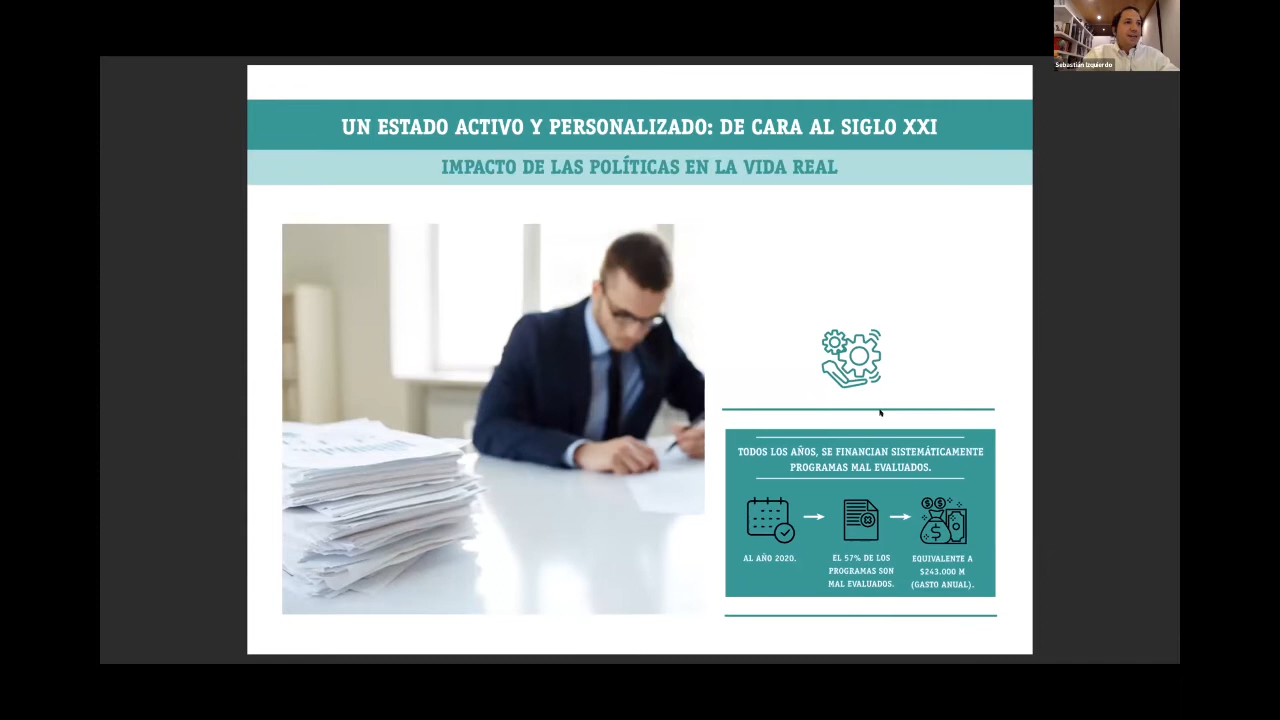 Sebastián Izquierdo
UN ESTADO ACTIVO Y PERSONALIZADO: DE CARA AL SIGLO XXI
IMPACTO DE LAS POLÍTICAS EN LA VIDA REAL
TODOS LOS AÑOS, SE FINANCIAN SISTEMÁTICAMENTE
PROGRAMAS MAL EVALUADOS.
AL AÑO 2020.
EL 57% DE LOS
PROGRAMAS SON
MAL EVALUADOS.
EQUIVALENTE A
$243.000 M
(GASTO ANUAL).